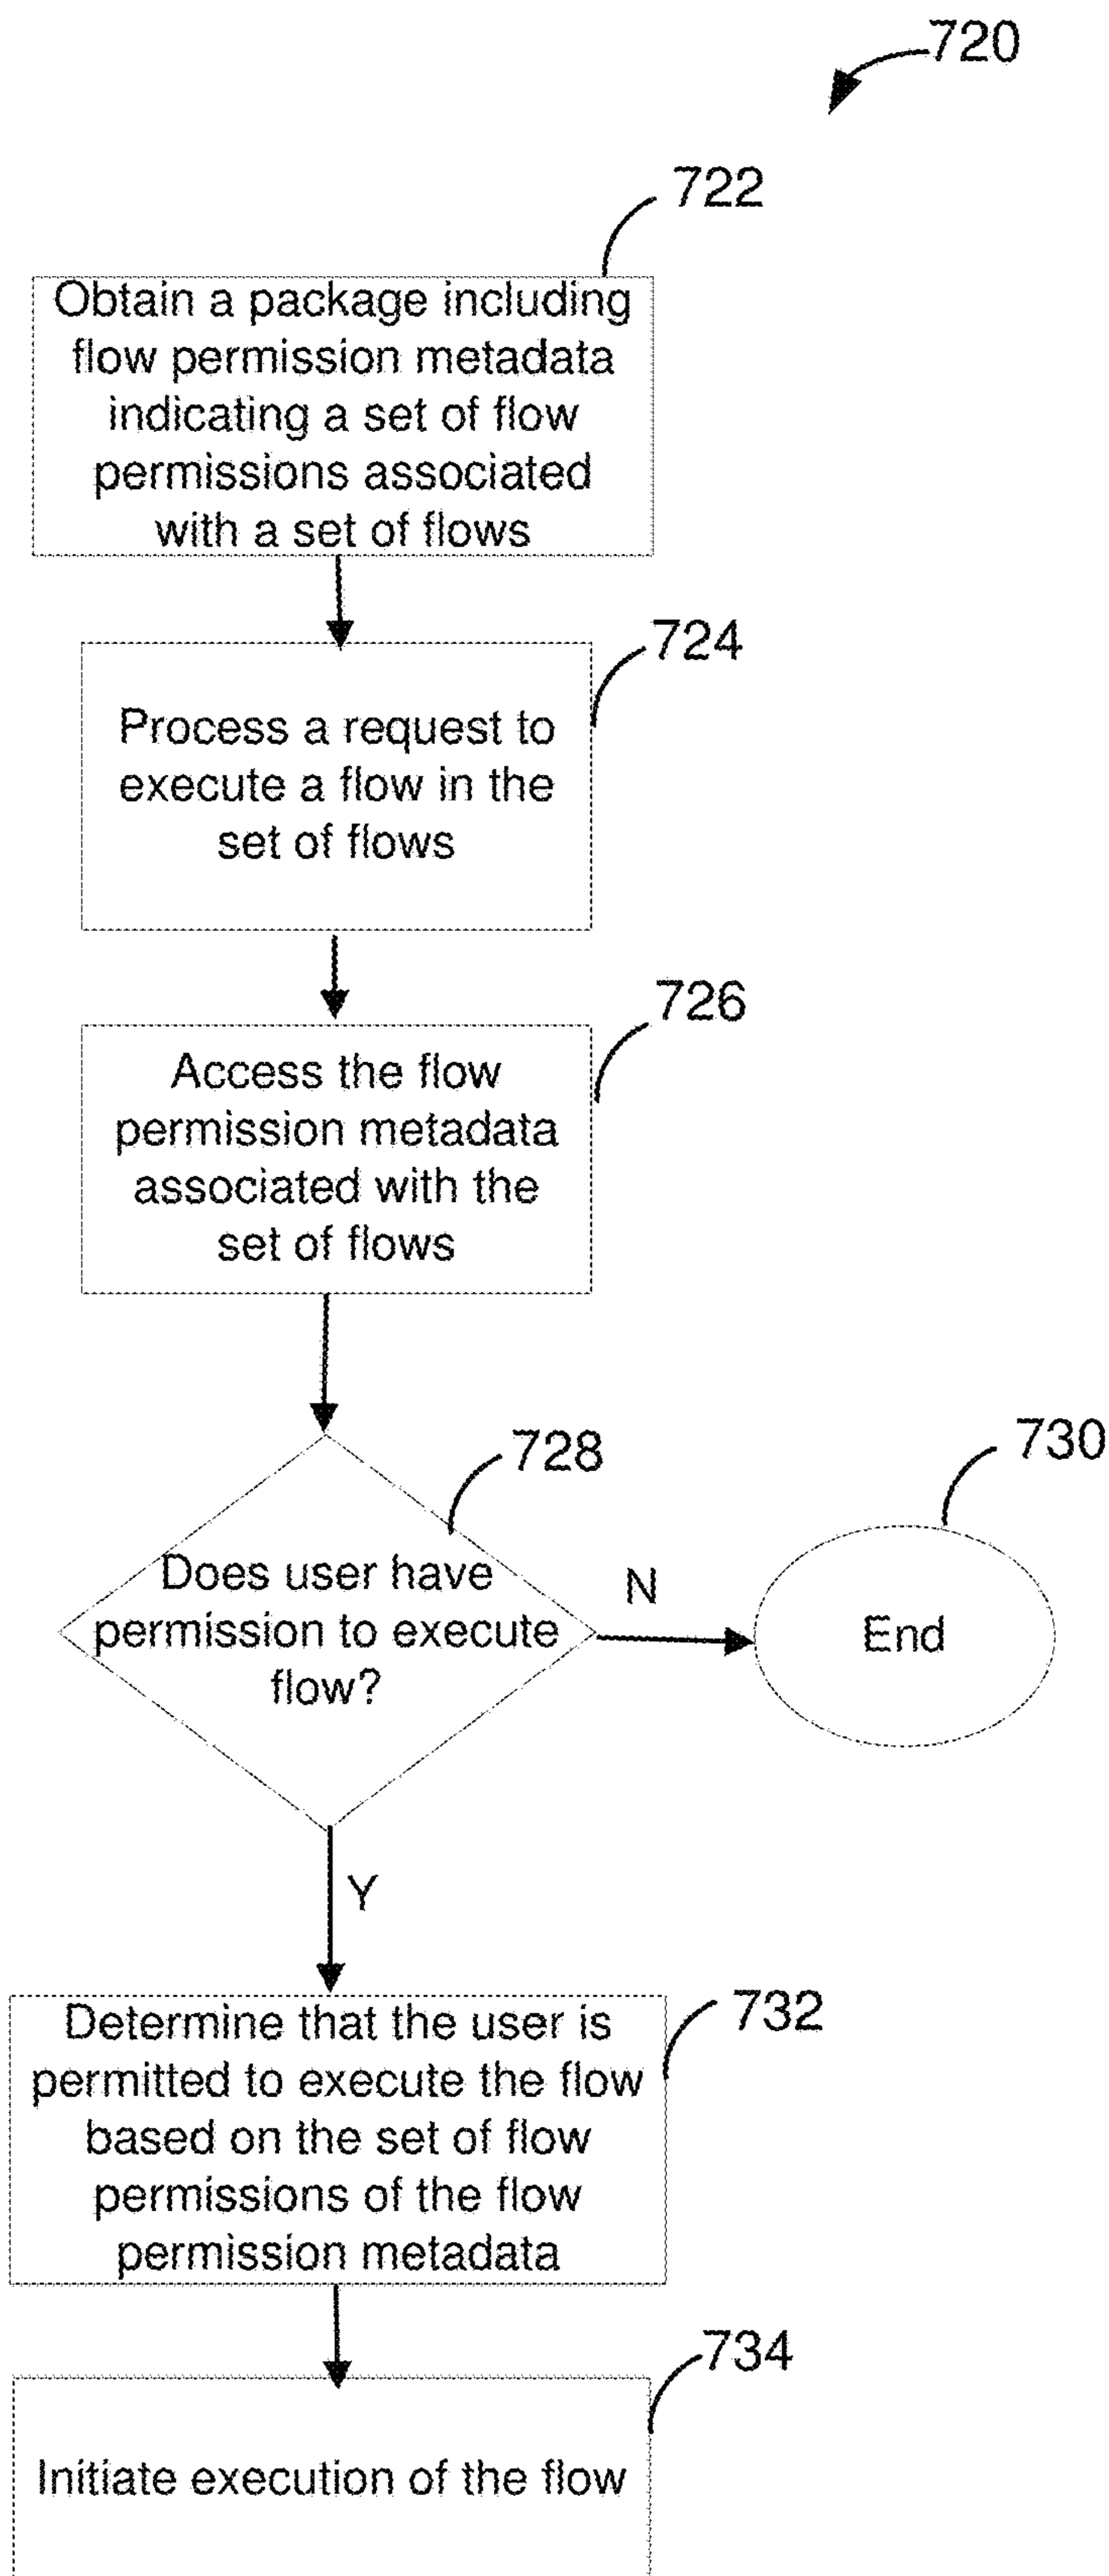 720
722
Obtain a package including
flow permission metadata
indicating a set of flow
permissions associated
with a set of flows
724
Process a request to
execute a flow in the
set of flows
726
Access the flow
permission metadata
associated with the
set of flows
728
Does user have
permission to execute
flow?
N
730
End
Y
732
Determine that the user is
permitted to execute the flow
based on the set of flow
permissions of the flow
permission metadata
734
Initiate execution of the flow